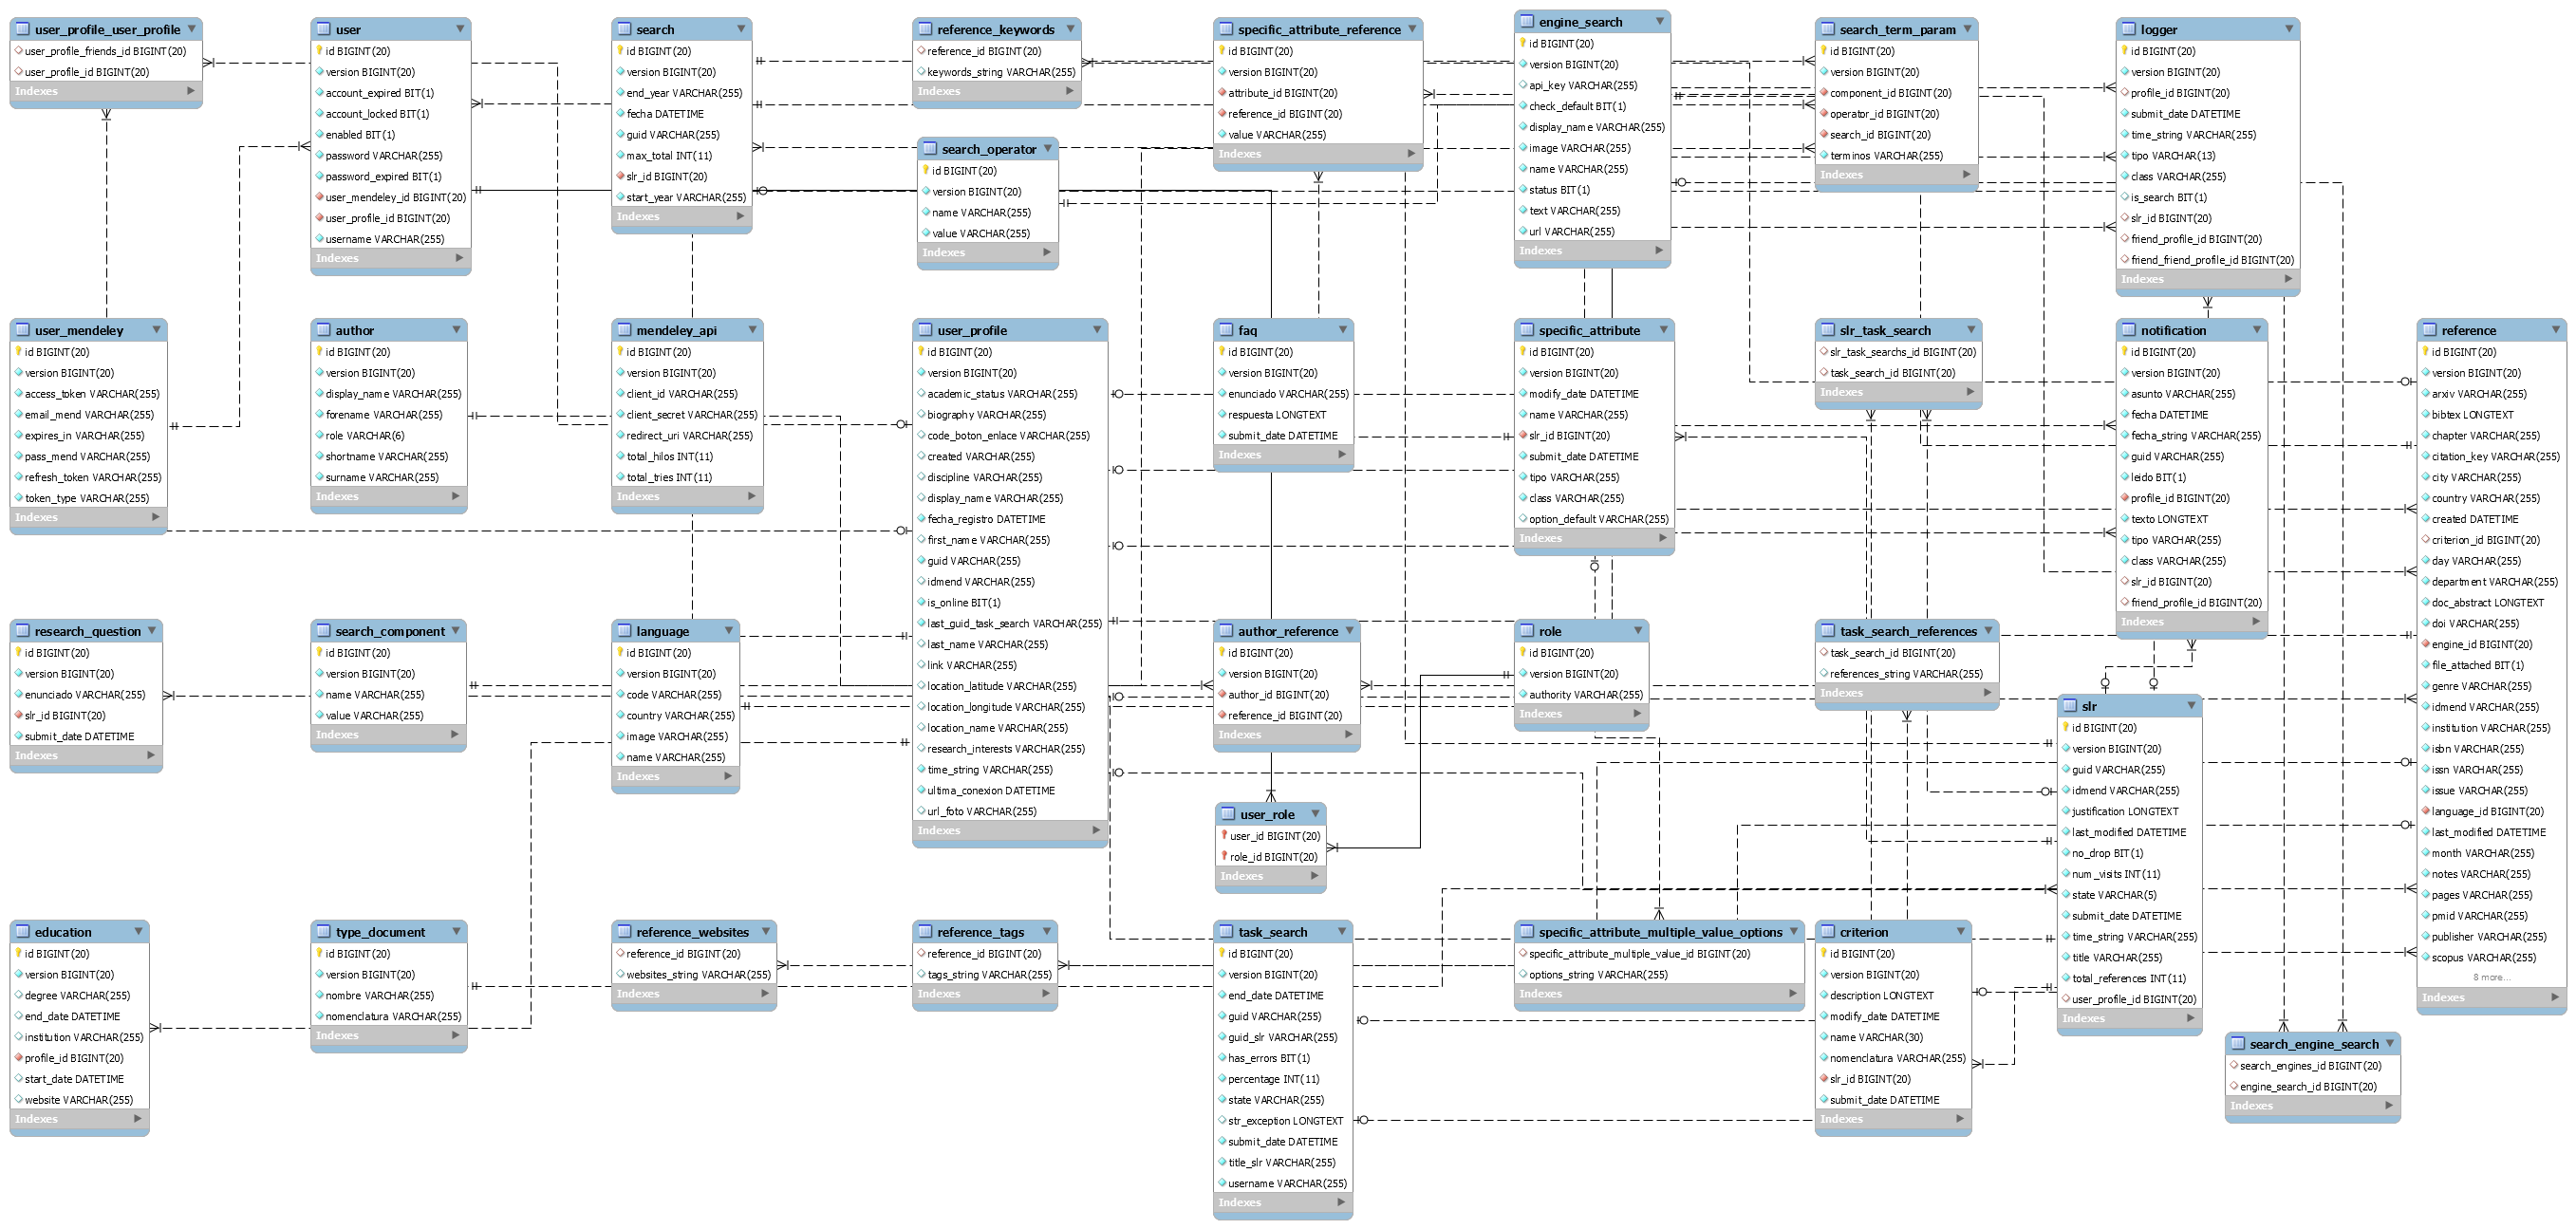 user_profile_user_profile
user_profile_friends_id BIGINT(20)
user_profile_id BIGINT(20)
Indexes
user
id BIGINT(20)
version BIGINT(20)
account_expired BIT(1)
account_locked BIT(1)
enabled BIT(1)
password VARCHAR(255)
password_expired BIT(1)
user_mendeley_id BIGINT(20)
user_profile_id BIGINT(20)
username VARCHAR(255)
Indexes
search
id BIGINT(20)
version BIGINT(20)
end_year VARCHAR(255)
fecha DATETIME
guid VARCHAR(255)
max_total INT(11)
slr_id BIGINT(20)
start_year VARCHAR(255)
Indexes
reference_keywords
reference_id BIGINT(20)
keywords_string VARCHAR(255)
Indexes
search_operator
id BIGINT(20)
version BIGINT(20)
name VARCHAR(255)
value VARCHAR(255)
Indexes
specific_attribute_reference
id BIGINT(20)
version BIGINT(20)
attribute_id BIGINT(20)
reference_id BIGINT(20)
value VARCHAR(255)
Indexes
engine_search
id BIGINT(20)
version BIGINT(20)
api_key VARCHAR(255)
check_default BIT(1)
display_name VARCHAR(255)
image VARCHAR(255)
name VARCHAR(255)
status BIT(1)
text VARCHAR(255)
url VARCHAR(255)
Indexes
search_term_param
id BIGINT(20)
version BIGINT(20)
component_id BIGINT(20)
operator_id BIGINT(20)
search_id BIGINT(20)
terminos VARCHAR(255)
Indexes
logger
id BIGINT(20)
version BIGINT(20)
profile_id BIGINT(20)
submit_date DATETIME
time_string VARCHAR(255)
tipo VARCHAR(13)
class VARCHAR(255)
is_search BIT(1)
slr_id BIGINT(20)
friend_profile_id BIGINT(20)
friend_friend_profile_id BIGINT(20)
Indexes
user_mendeley
id BIGINT(20)
version BIGINT(20)
access_token VARCHAR(255)
email_mend VARCHAR(255)
expires_in VARCHAR(255)
pass_mend VARCHAR(255)
refresh_token VARCHAR(255)
token_type VARCHAR(255)
Indexes
author
id BIGINT(20)
version BIGINT(20)
display_name VARCHAR(255)
forename VARCHAR(255)
role VARCHAR(6)
shortname VARCHAR(255)
surname VARCHAR(255)
Indexes
mendeley_api
id BIGINT(20)
version BIGINT(20)
client_id VARCHAR(255)
client_secret VARCHAR(255)
redirect_uri VARCHAR(255)
total_hilos INT(11)
total_tries INT(11)
Indexes
user_profile
id BIGINT(20)
version BIGINT(20)
academic_status VARCHAR(255)
biography VARCHAR(255)
code_boton_enlace VARCHAR(255)
created VARCHAR(255)
discipline VARCHAR(255)
display_name VARCHAR(255)
fecha_registro DATETIME
first_name VARCHAR(255)
guid VARCHAR(255)
idmend VARCHAR(255)
is_online BIT(1)
last_guid_task_search VARCHAR(255)
last_name VARCHAR(255)
link VARCHAR(255)
location_latitude VARCHAR(255)
location_longitude VARCHAR(255)
location_name VARCHAR(255)
research_interests VARCHAR(255)
time_string VARCHAR(255)
ultima_conexion DATETIME
url_foto VARCHAR(255)
Indexes
faq
id BIGINT(20)
version BIGINT(20)
enunciado VARCHAR(255)
respuesta LONGTEXT
submit_date DATETIME
Indexes
specific_attribute
id BIGINT(20)
version BIGINT(20)
modify_date DATETIME
name VARCHAR(255)
slr_id BIGINT(20)
submit_date DATETIME
tipo VARCHAR(255)
class VARCHAR(255)
option_default VARCHAR(255)
Indexes
slr_task_search
slr_task_searchs_id BIGINT(20)
task_search_id BIGINT(20)
Indexes
notification
id BIGINT(20)
version BIGINT(20)
asunto VARCHAR(255)
fecha DATETIME
fecha_string VARCHAR(255)
guid VARCHAR(255)
leido BIT(1)
profile_id BIGINT(20)
texto LONGTEXT
tipo VARCHAR(255)
class VARCHAR(255)
slr_id BIGINT(20)
friend_profile_id BIGINT(20)
Indexes
reference
id BIGINT(20)
version BIGINT(20)
arxiv VARCHAR(255)
bibtex LONGTEXT
chapter VARCHAR(255)
citation_key VARCHAR(255)
city VARCHAR(255)
country VARCHAR(255)
created DATETIME
criterion_id BIGINT(20)
day VARCHAR(255)
department VARCHAR(255)
doc_abstract LONGTEXT
doi VARCHAR(255)
engine_id BIGINT(20)
file_attached BIT(1)
genre VARCHAR(255)
idmend VARCHAR(255)
institution VARCHAR(255)
isbn VARCHAR(255)
issn VARCHAR(255)
issue VARCHAR(255)
language_id BIGINT(20)
last_modified DATETIME
month VARCHAR(255)
notes VARCHAR(255)
pages VARCHAR(255)
pmid VARCHAR(255)
publisher VARCHAR(255)
scopus VARCHAR(255)
8 more...
Indexes
research_question
id BIGINT(20)
version BIGINT(20)
enunciado VARCHAR(255)
slr_id BIGINT(20)
submit_date DATETIME
Indexes
search_component
id BIGINT(20)
version BIGINT(20)
name VARCHAR(255)
value VARCHAR(255)
Indexes
language
id BIGINT(20)
version BIGINT(20)
code VARCHAR(255)
country VARCHAR(255)
image VARCHAR(255)
name VARCHAR(255)
Indexes
author_reference
id BIGINT(20)
version BIGINT(20)
author_id BIGINT(20)
reference_id BIGINT(20)
Indexes
role
id BIGINT(20)
version BIGINT(20)
authority VARCHAR(255)
Indexes
task_search_references
task_search_id BIGINT(20)
references_string VARCHAR(255)
Indexes
slr
id BIGINT(20)
version BIGINT(20)
guid VARCHAR(255)
idmend VARCHAR(255)
justification LONGTEXT
last_modified DATETIME
no_drop BIT(1)
num_visits INT(11)
state VARCHAR(5)
submit_date DATETIME
time_string VARCHAR(255)
title VARCHAR(255)
total_references INT(11)
user_profile_id BIGINT(20)
Indexes
user_role
user_id BIGINT(20)
role_id BIGINT(20)
Indexes
education
id BIGINT(20)
version BIGINT(20)
degree VARCHAR(255)
end_date DATETIME
institution VARCHAR(255)
profile_id BIGINT(20)
start_date DATETIME
website VARCHAR(255)
Indexes
type_document
id BIGINT(20)
version BIGINT(20)
nombre VARCHAR(255)
nomenclatura VARCHAR(255)
Indexes
reference_websites
reference_id BIGINT(20)
websites_string VARCHAR(255)
Indexes
reference_tags
reference_id BIGINT(20)
tags_string VARCHAR(255)
Indexes
task_search
id BIGINT(20)
version BIGINT(20)
end_date DATETIME
guid VARCHAR(255)
guid_slr VARCHAR(255)
has_errors BIT(1)
percentage INT(11)
state VARCHAR(255)
str_exception LONGTEXT
submit_date DATETIME
title_slr VARCHAR(255)
username VARCHAR(255)
Indexes
specific_attribute_multiple_value_options
specific_attribute_multiple_value_id BIGINT(20)
options_string VARCHAR(255)
Indexes
criterion
id BIGINT(20)
version BIGINT(20)
description LONGTEXT
modify_date DATETIME
name VARCHAR(30)
nomenclatura VARCHAR(255)
slr_id BIGINT(20)
submit_date DATETIME
Indexes
search_engine_search
search_engines_id BIGINT(20)
engine_search_id BIGINT(20)
Indexes